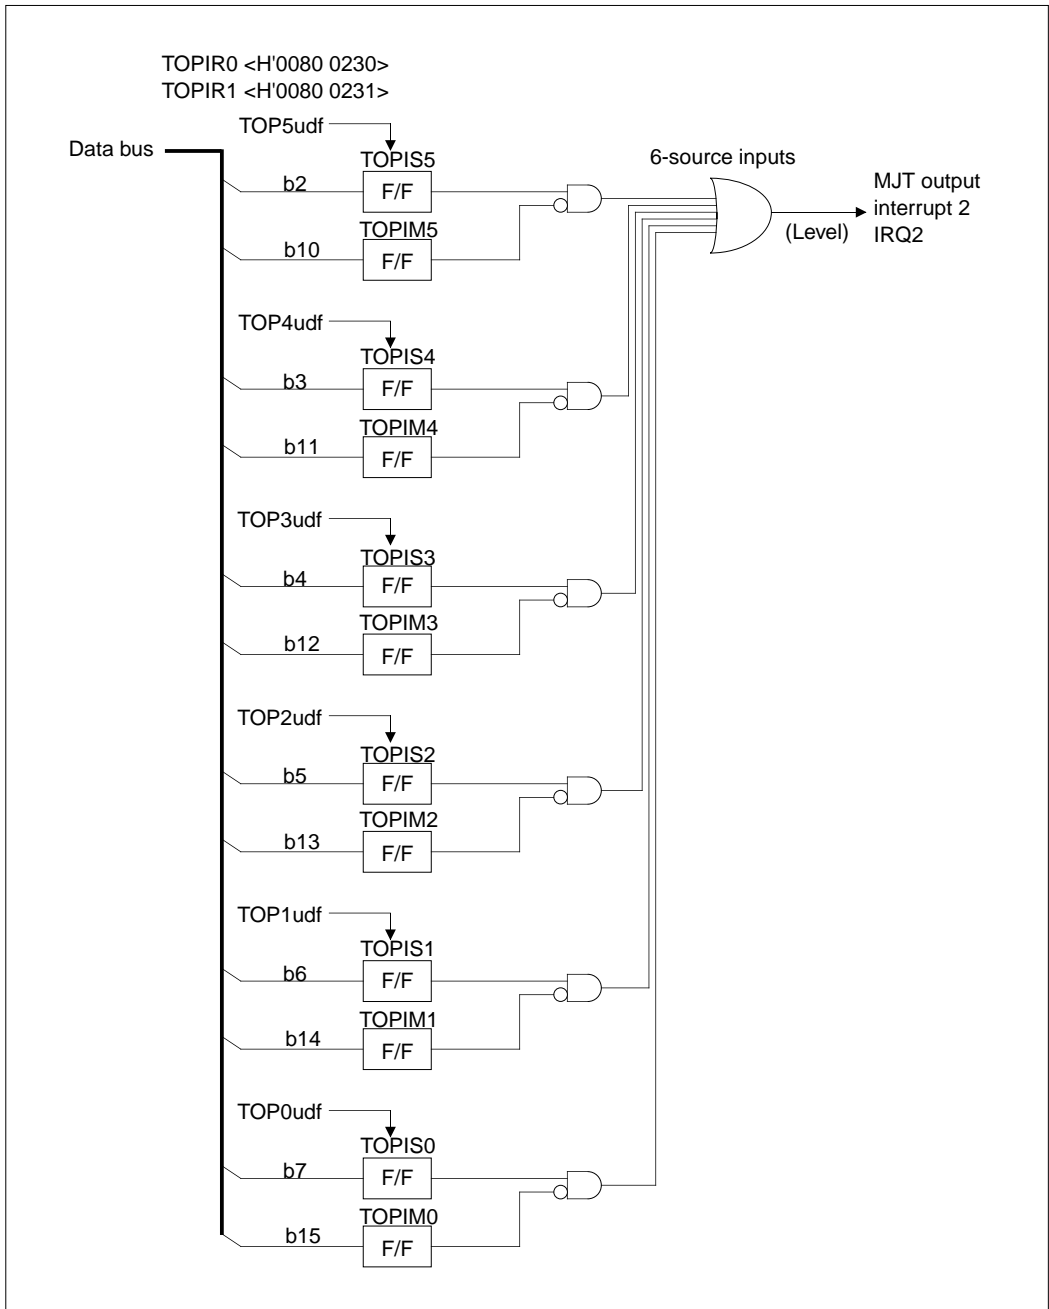 TOPIR0 <H'0080 0230>
TOPIR1 <H'0080 0231>
TOP5udf
Data bus
TOPIS5
b2
F/F
TOPIM5
b10
F/F
6-source inputs
(Level)
MJT output
interrupt 2
IRQ2
TOP4udf
TOPIS4
b3
F/F
TOPIM4
b11
F/F
TOP3udf
TOPIS3
b4
F/F
TOPIM3
b12
F/F
TOP2udf
TOPIS2
b5
F/F
TOPIM2
b13
F/F
TOP1udf
TOPIS1
b6
F/F
TOPIM1
b14
F/F
TOP0udf
TOPIS0
b7
F/F
TOPIM0
b15
F/F